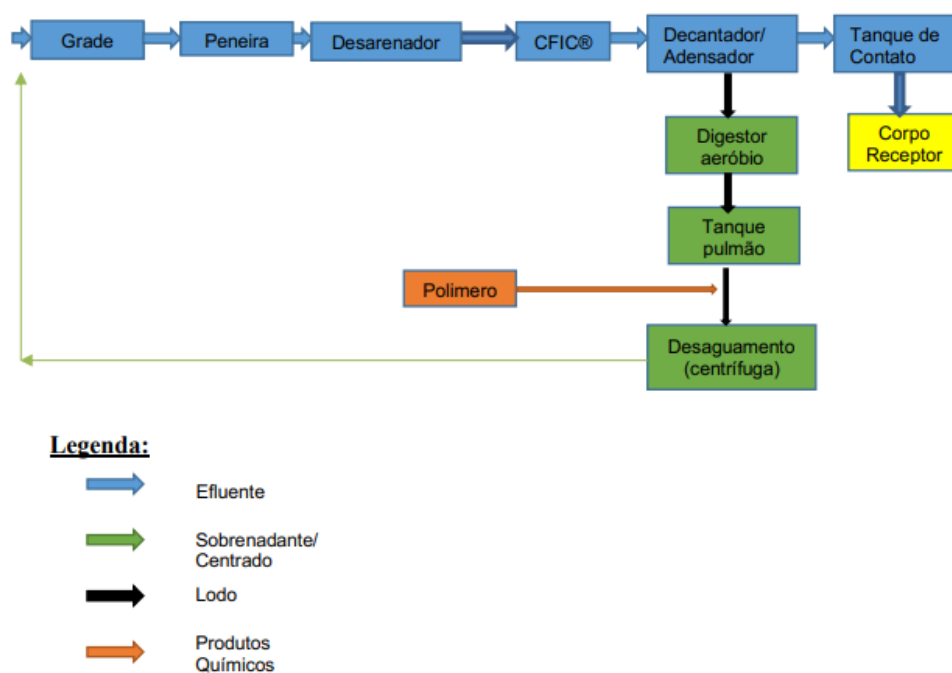 Grade
Peneira
Desarenador
CFIC®
Decantador/
Adensador
Tanque de
Contato
Digestor
aeróbio
Corpo
Receptor
Tanque
pulmão
Polimero
Desaguamento
(centrífuga)
Legenda:
Efluente
Sobrenadante/
Centrado
Lodo
Produtos
Químicos